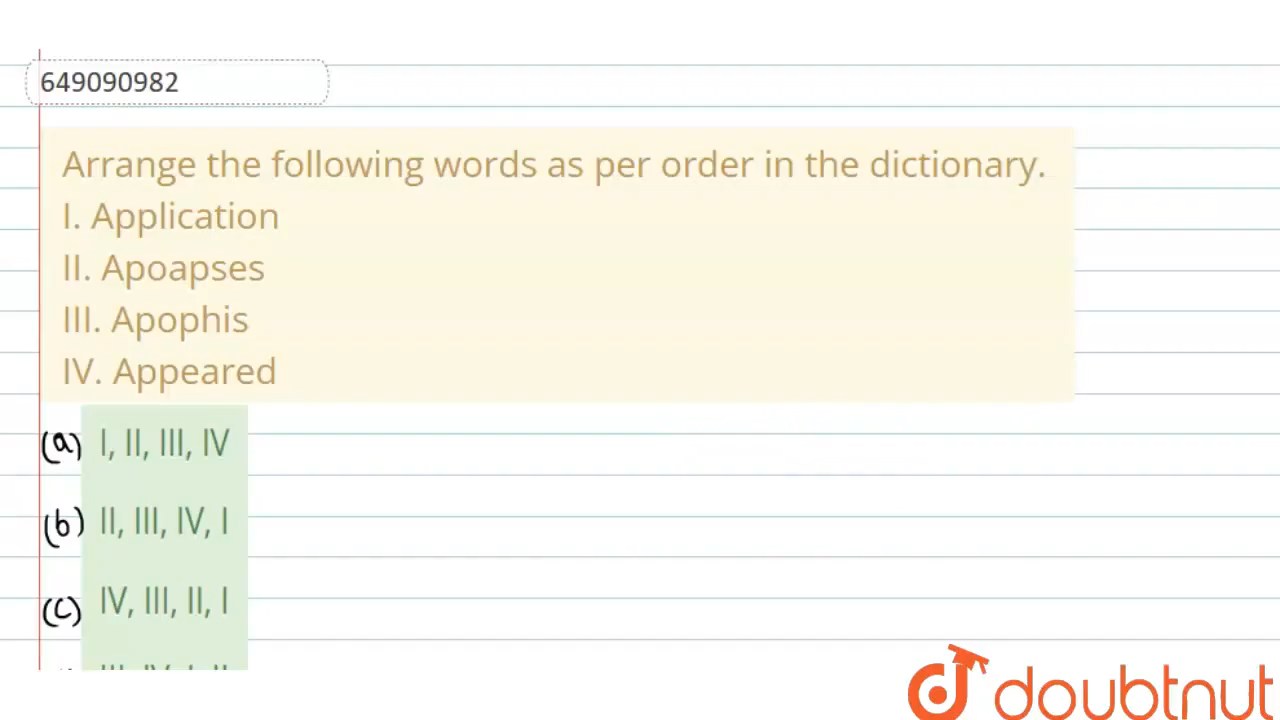 649090982
Arrange the following words as per order in the dictionary.
I. Application
II. Apoapses
III. Apophis
IV. Appeared
(a) I, II, III, IV
(b) II, III, IV, I
(c) IV, III, II, I
doubtnut